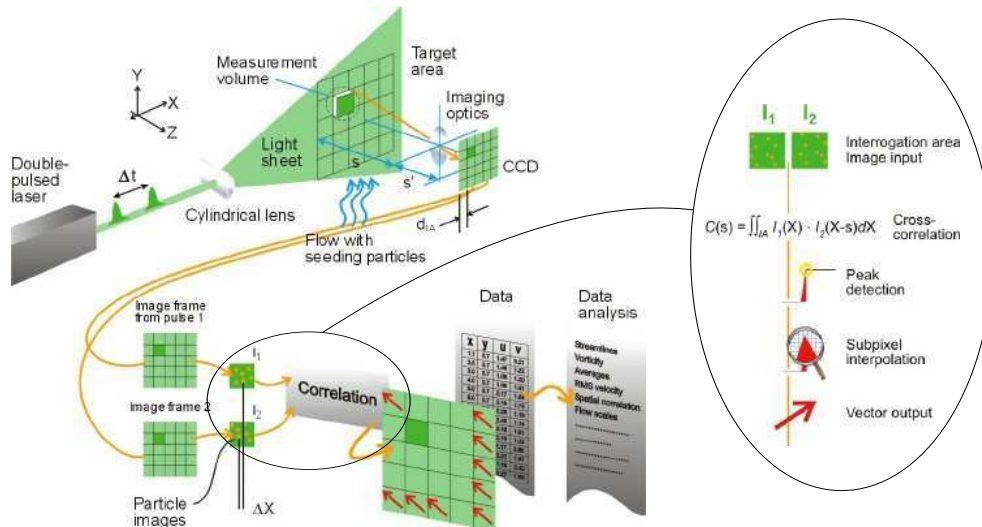 Y
X
Z
Measurement
volume
Target
area
Imaging
optics
Light
sheet
s
s'
CCD
Double-
pulsed
laser
Δt
Cylindrical lens
d_IA
Flow with
seeding particles
Image frame
from pulse 1
I₁
Image frame 2
I₂
Particle
images
ΔX
Correlation
Data
x y u v
Data
analysis
Streamlines
Vorticity
Averages
RMS velocity
Spatial correlation
Flow scales
I₁ I₂
Interrogation area
Image input
C(s) = ∬_IA I₁(X) · I₂(X-s)dX
Cross-
correlation
Peak
detection
Subpixel
interpolation
Vector output